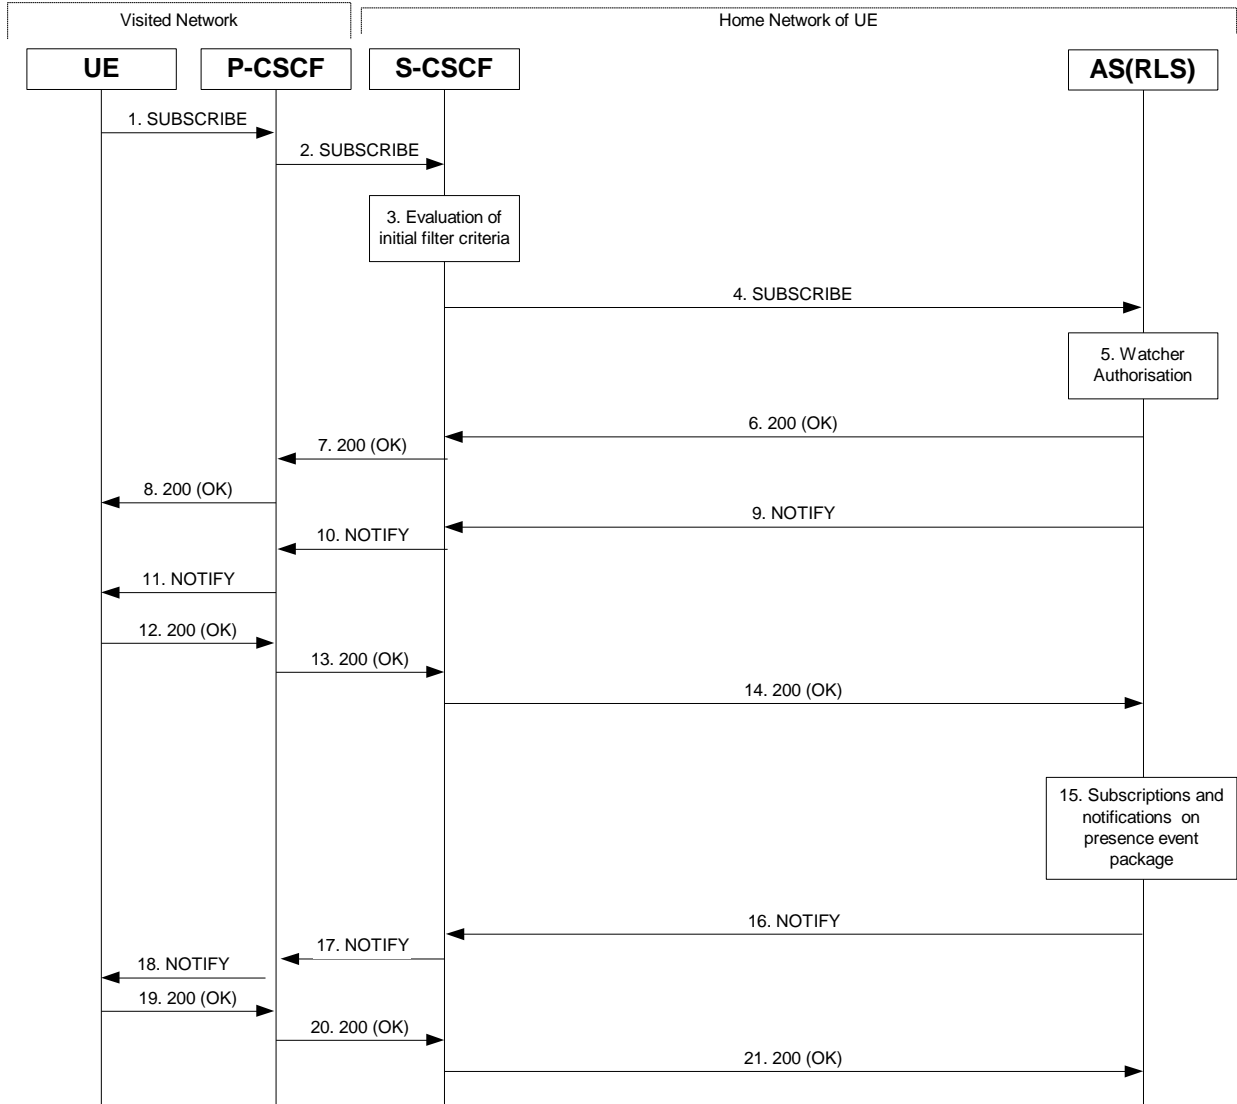 Visited Network
Home Network of UE
UE
P-CSCF
S-CSCF
AS(RLS)
1. SUBSCRIBE
2. SUBSCRIBE
3. Evaluation of
initial filter criteria
4. SUBSCRIBE
5. Watcher
Authorisation
6. 200 (OK)
7. 200 (OK)
8. 200 (OK)
9. NOTIFY
10. NOTIFY
11. NOTIFY
12. 200 (OK)
13. 200 (OK)
14. 200 (OK)
15. Subscriptions and
notifications on
presence event
package
16. NOTIFY
17. NOTIFY
18. NOTIFY
19. 200 (OK)
20. 200 (OK)
21. 200 (OK)